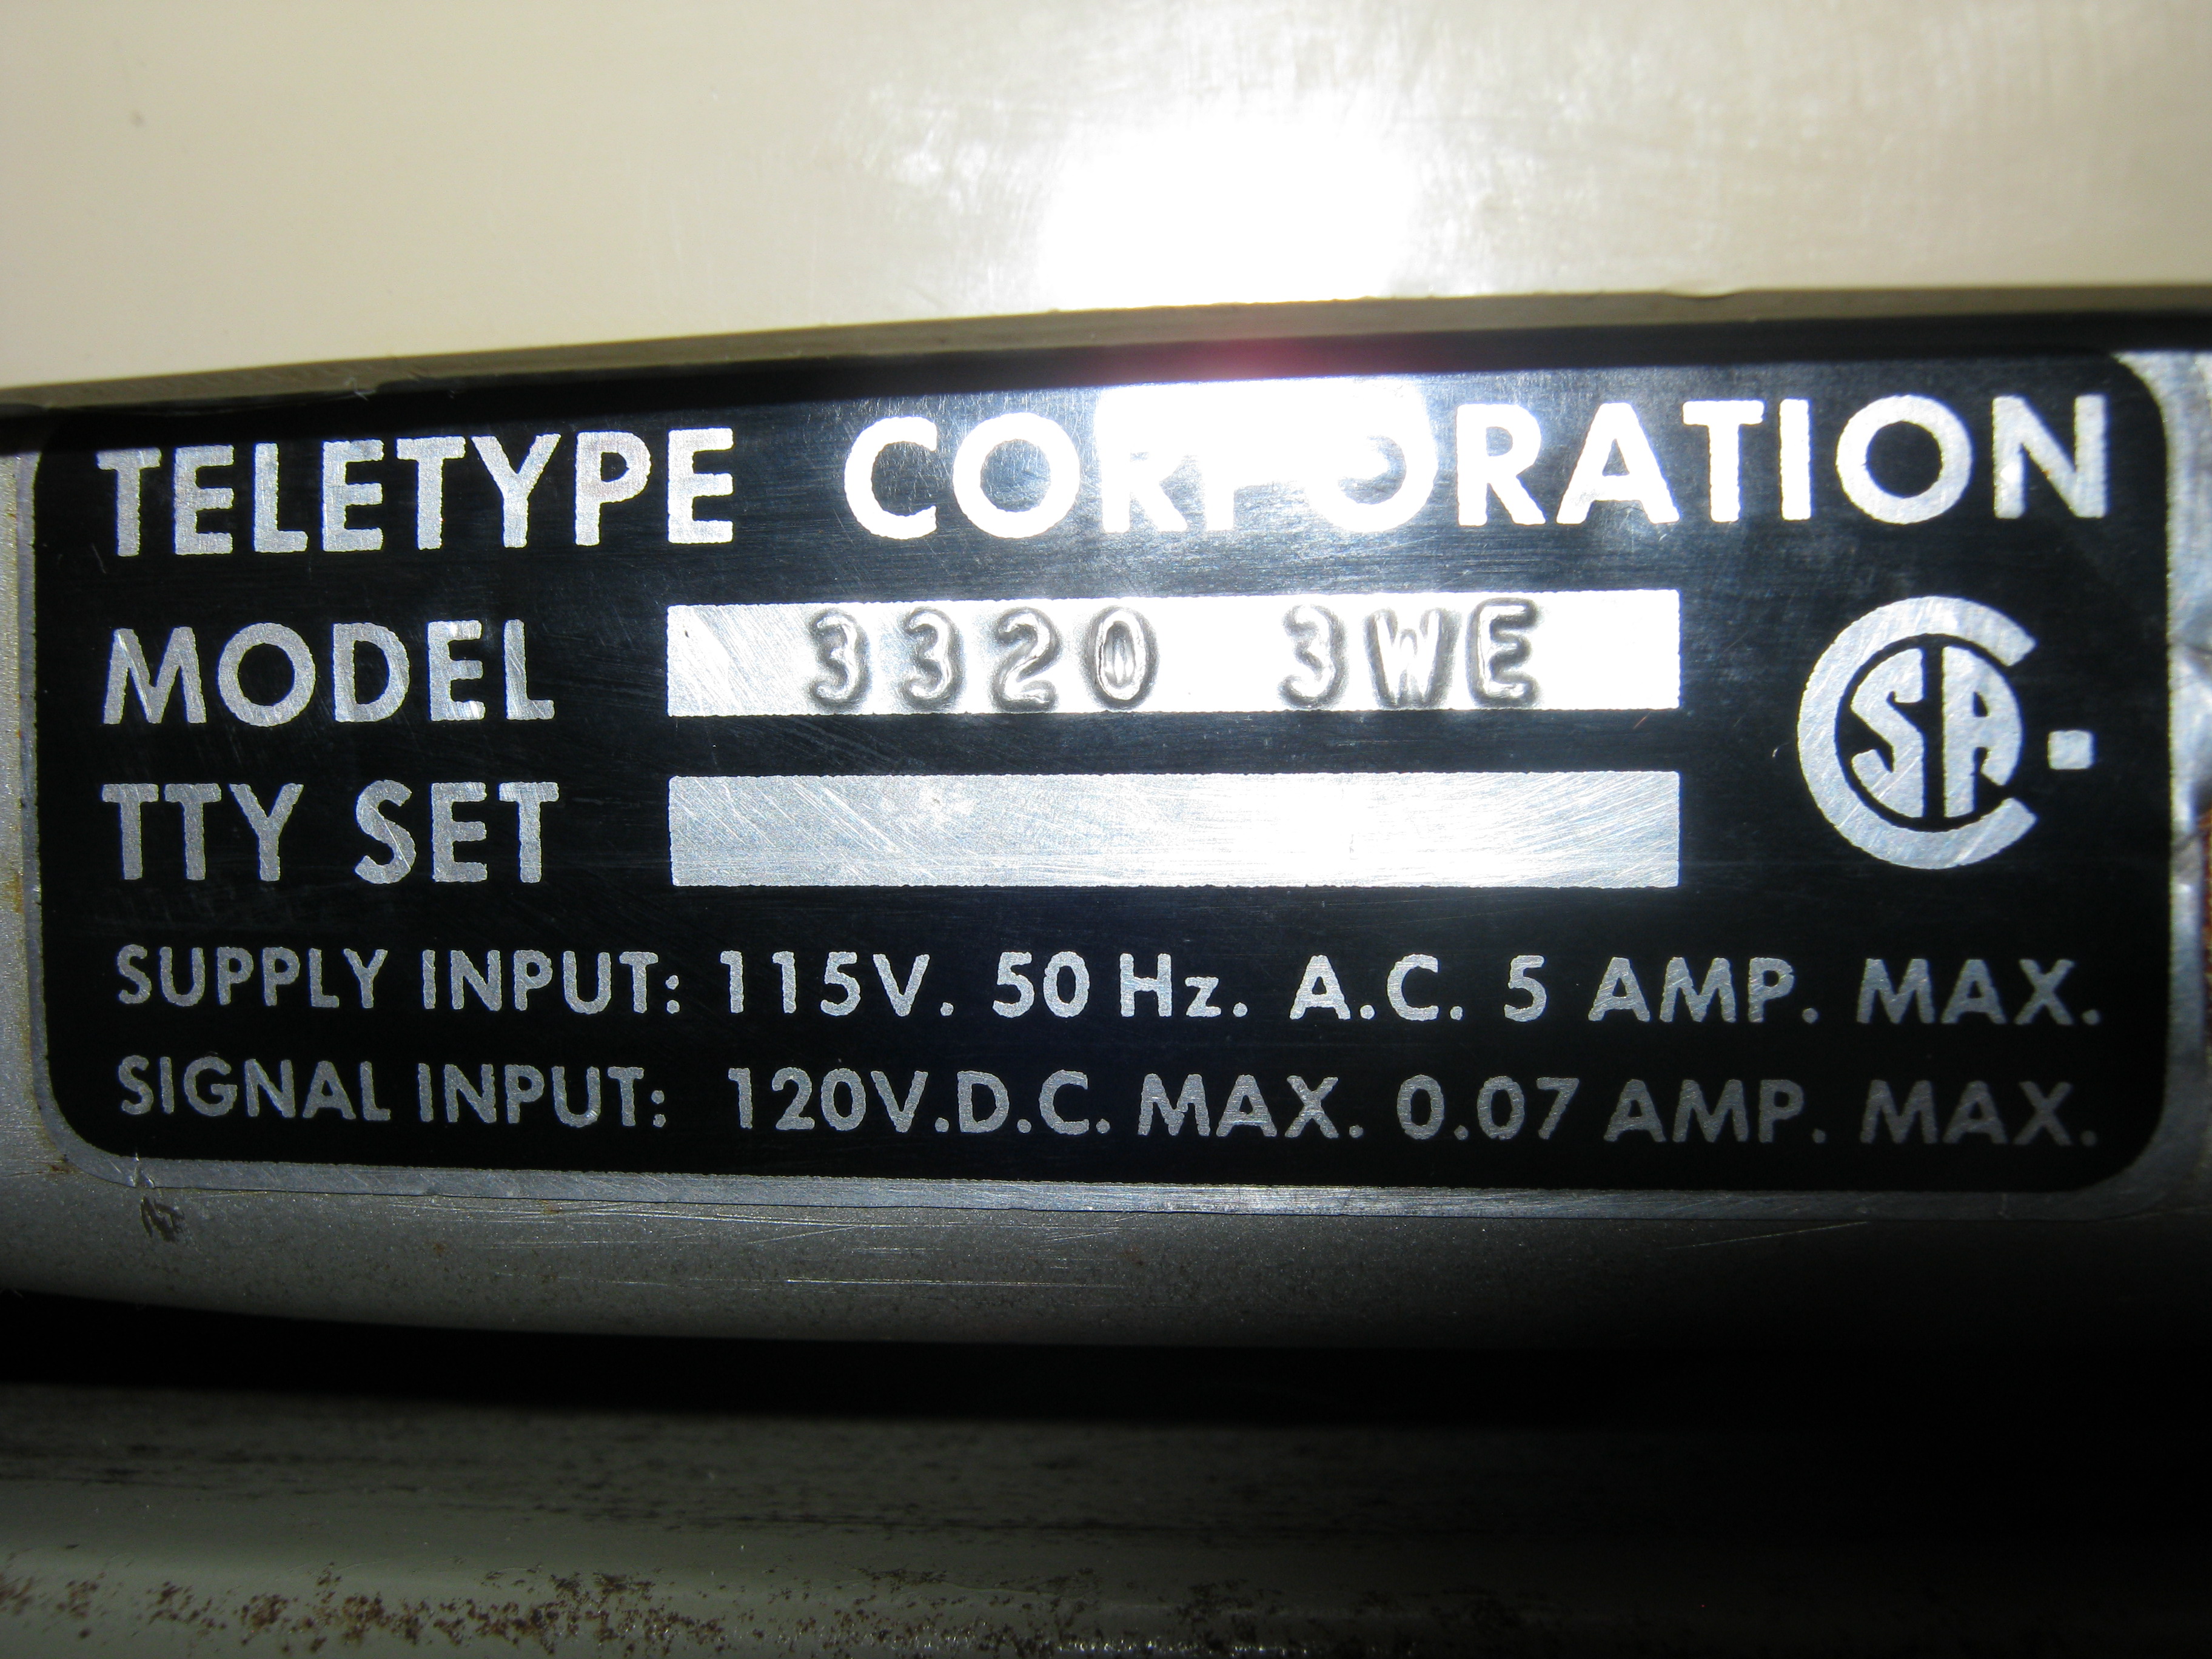 TELETYPE CORPORATION
MODEL 3320 3WE
CSA
TTY SET
SUPPLY INPUT: 115V. 50 Hz. A.C. 5 AMP. MAX.
SIGNAL INPUT: 120V.D.C. MAX. 0.07 AMP. MAX.